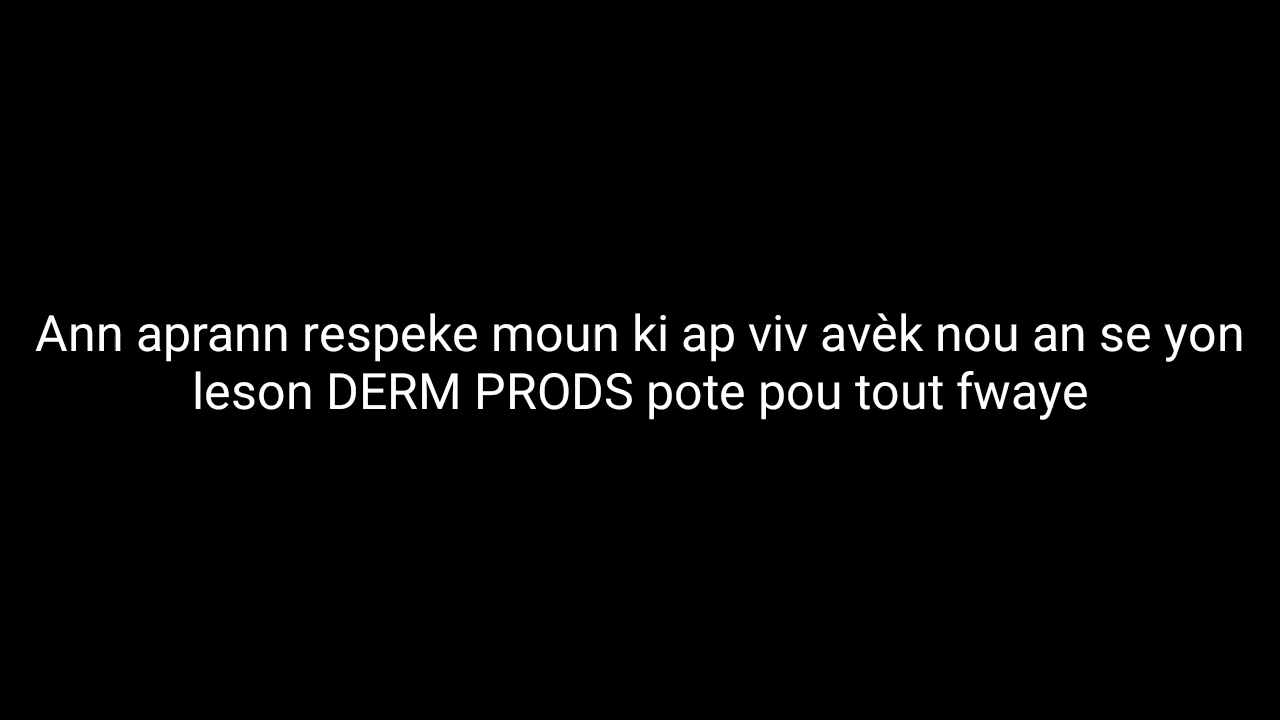 Ann aprann respeke moun ki ap viv avèk nou an se yon
leson DERM PRODS pote pou tout fwaye